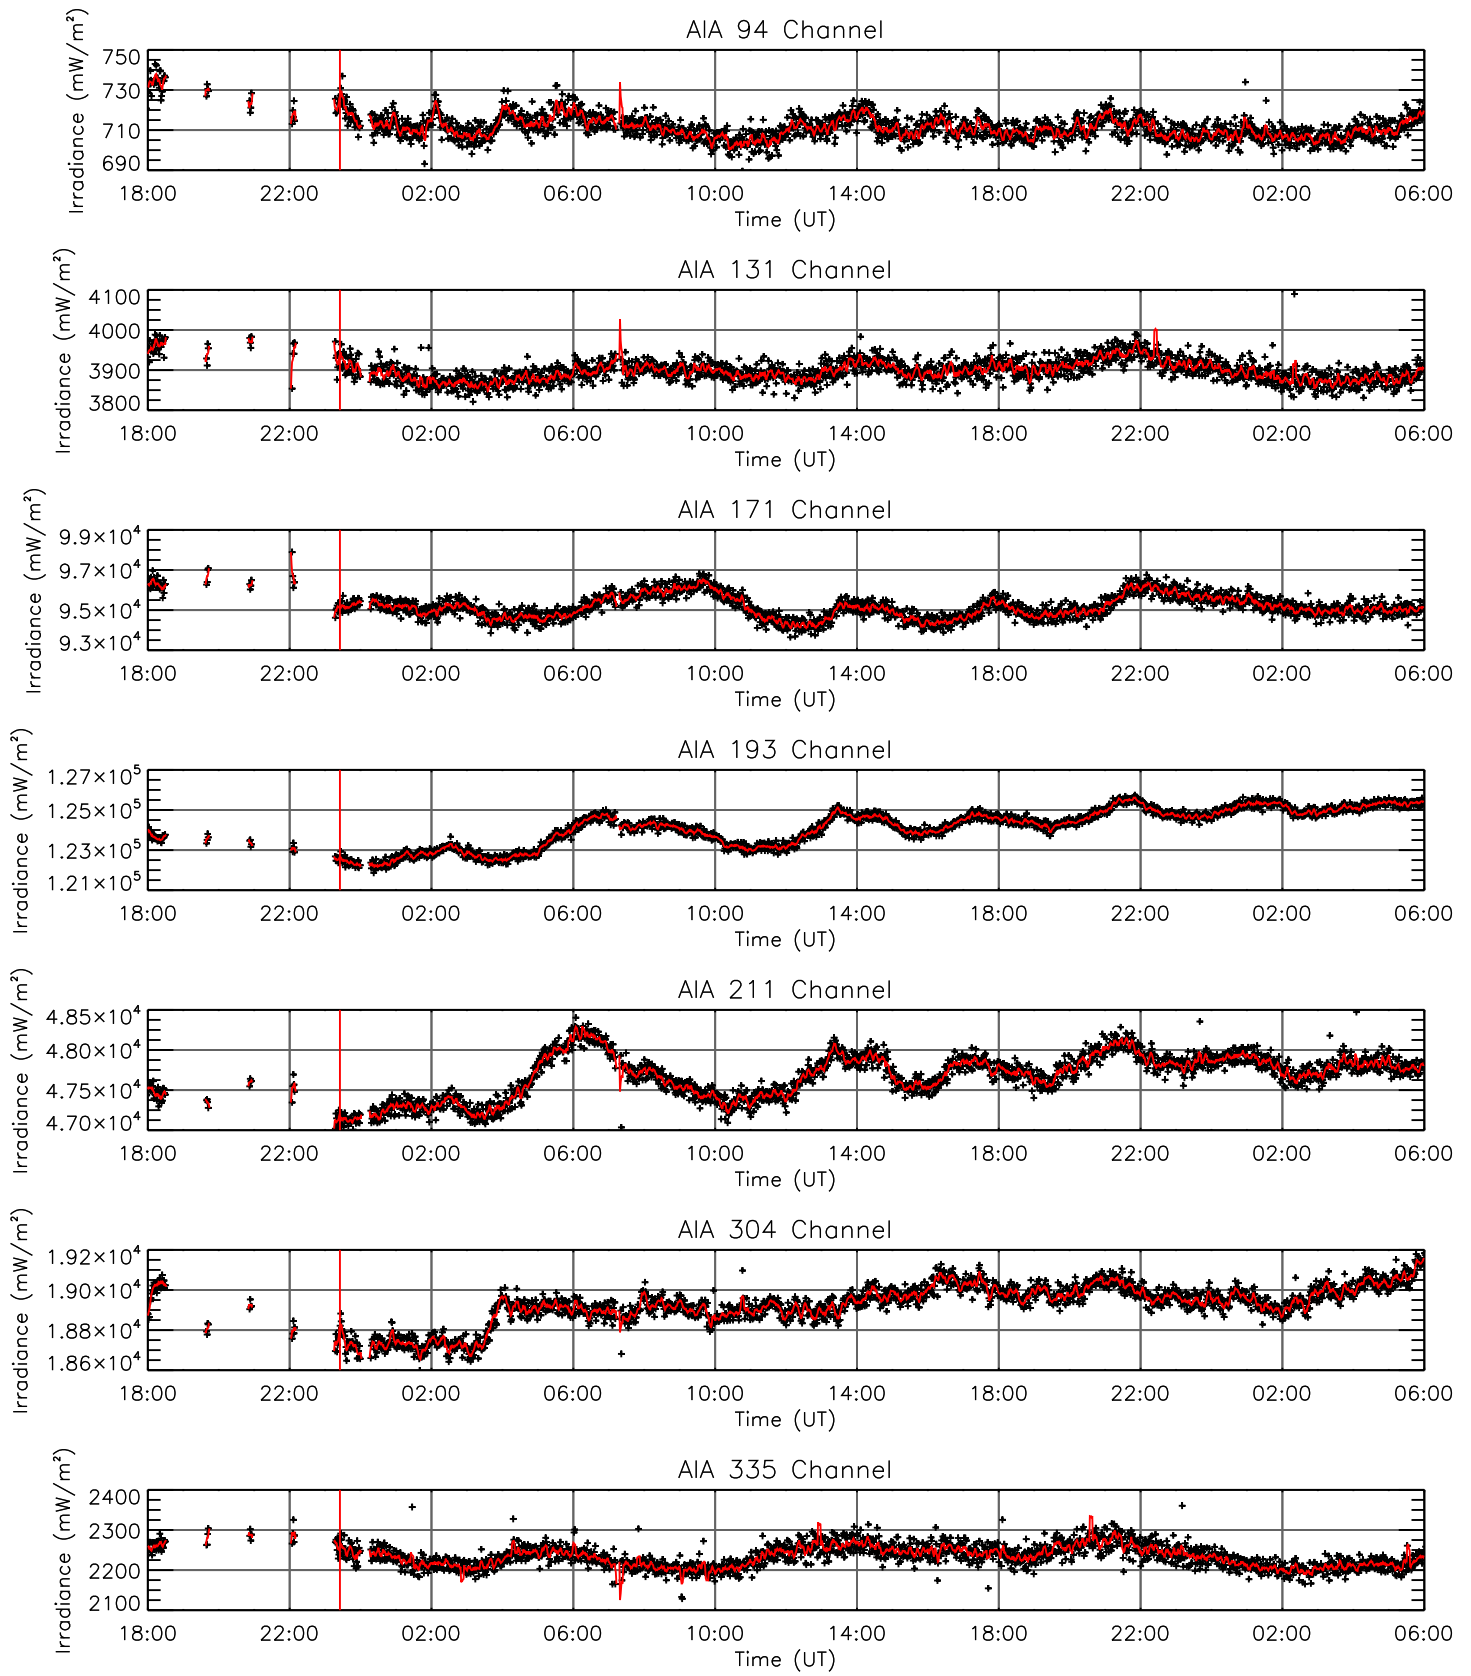 AIA 94 Channel
Irradiance (mW/m²)
750
730
710
690
18:00 22:00 02:00 06:00 10:00 14:00 18:00 22:00 02:00 06:00
Time (UT)
AIA 131 Channel
Irradiance (mW/m²)
4100
4000
3900
3800
18:00 22:00 02:00 06:00 10:00 14:00 18:00 22:00 02:00 06:00
Time (UT)
AIA 171 Channel
Irradiance (mW/m²)
9.9×10⁴
9.7×10⁴
9.5×10⁴
9.3×10⁴
18:00 22:00 02:00 06:00 10:00 14:00 18:00 22:00 02:00 06:00
Time (UT)
AIA 193 Channel
Irradiance (mW/m²)
1.27×10⁵
1.25×10⁵
1.23×10⁵
1.21×10⁵
18:00 22:00 02:00 06:00 10:00 14:00 18:00 22:00 02:00 06:00
Time (UT)
AIA 211 Channel
Irradiance (mW/m²)
4.85×10⁴
4.80×10⁴
4.75×10⁴
4.70×10⁴
18:00 22:00 02:00 06:00 10:00 14:00 18:00 22:00 02:00 06:00
Time (UT)
AIA 304 Channel
Irradiance (mW/m²)
1.92×10⁴
1.90×10⁴
1.88×10⁴
1.86×10⁴
18:00 22:00 02:00 06:00 10:00 14:00 18:00 22:00 02:00 06:00
Time (UT)
AIA 335 Channel
Irradiance (mW/m²)
2400
2300
2200
2100
18:00 22:00 02:00 06:00 10:00 14:00 18:00 22:00 02:00 06:00
Time (UT)